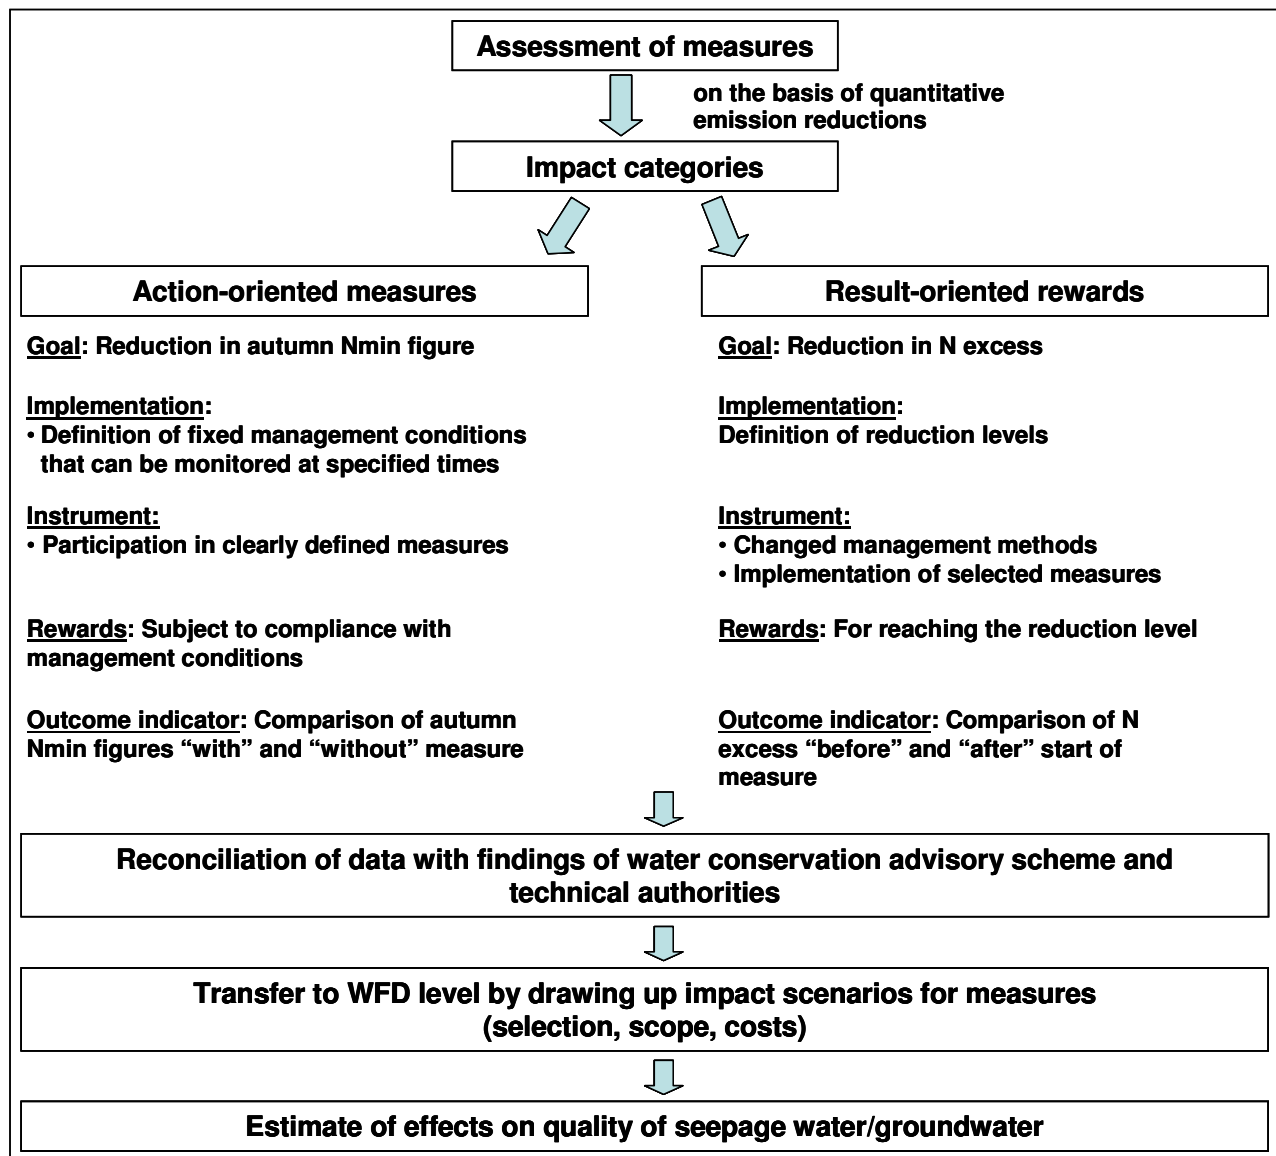 Assessment of measures
on the basis of quantitative
emission reductions
Impact categories
Action-oriented measures
Goal: Reduction in autumn Nmin figure
Implementation:
• Definition of fixed management conditions
that can be monitored at specified times
Instrument:
• Participation in clearly defined measures
Rewards: Subject to compliance with
management conditions
Outcome indicator: Comparison of autumn
Nmin figures “with” and “without” measure
Result-oriented rewards
Goal: Reduction in N excess
Implementation:
Definition of reduction levels
Instrument:
• Changed management methods
• Implementation of selected measures
Rewards: For reaching the reduction level
Outcome indicator: Comparison of N
excess “before” and “after” start of
measure
Reconciliation of data with findings of water conservation advisory scheme and
technical authorities
Transfer to WFD level by drawing up impact scenarios for measures
(selection, scope, costs)
Estimate of effects on quality of seepage water/groundwater